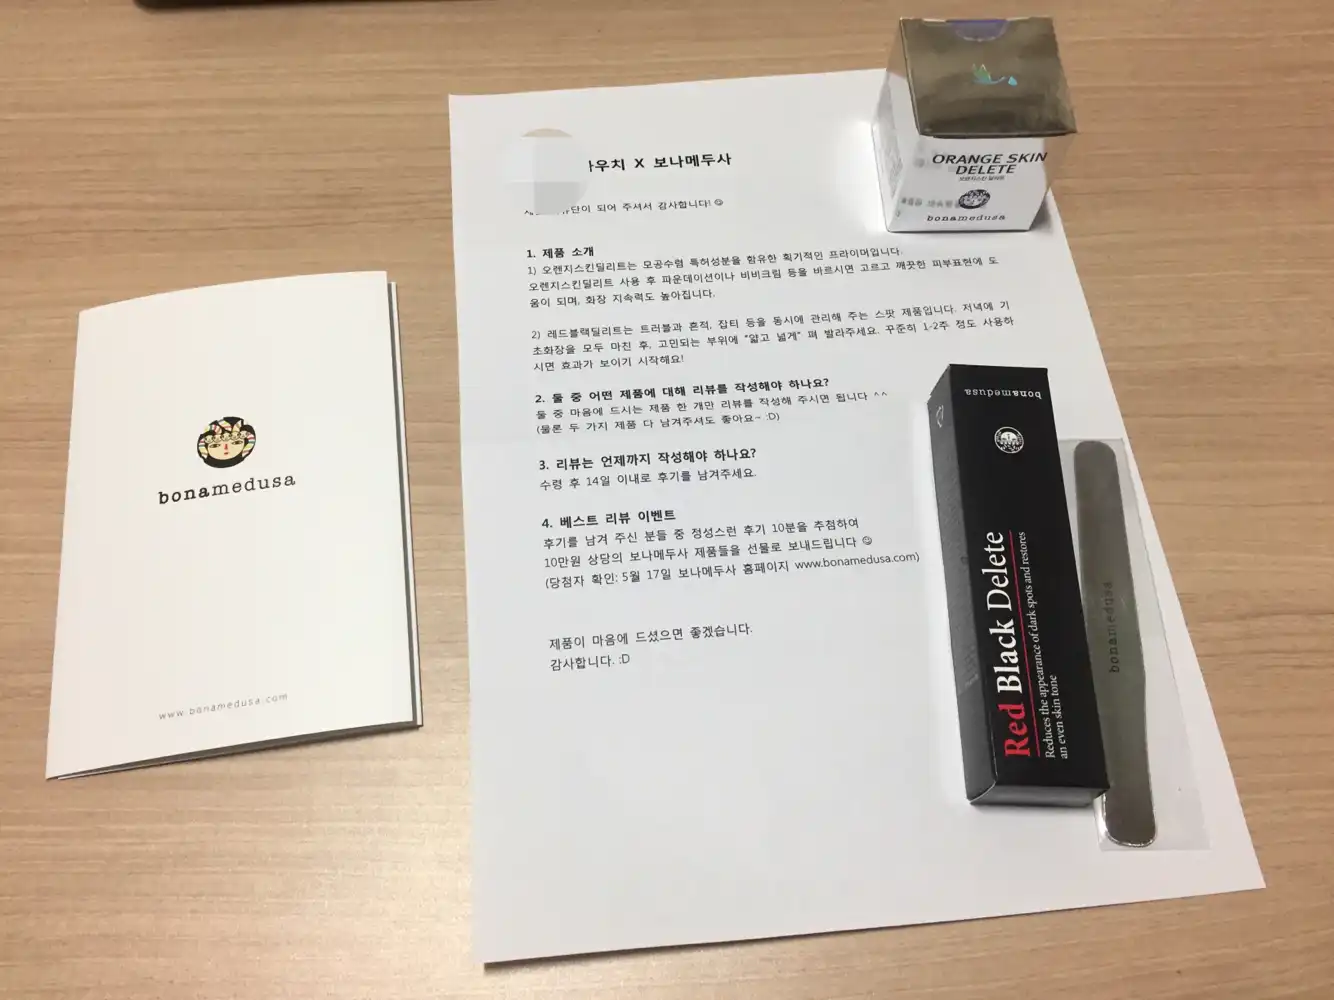 bonamedusa
www.bonamedusa.com
우치 X 보나메두사
되어 주셔서 감사합니다! ☺
1. 제품 소개
1) 오렌지스킨딜리트는 모공수렴 특허성분을 함유한 획기적인 프라이머입니다.
오렌지스킨딜리트 사용 후 파운데이션이나 비비크림 등을 바르시면 고르고 깨끗한 피부표현에 도
움이 되며, 화장 지속력도 높아집니다.
2) 레드블랙딜리트는 트러블과 흔적, 잡티 등을 동시에 관리해 주는 스팟 제품입니다. 저녁에 기
초화장을 모두 마친 후, 고민되는 부위에 "얇고 넓게" 펴 발라주세요. 꾸준히 1-2주 정도 사용하
시면 효과가 보이기 시작해요!
2. 둘 중 어떤 제품에 대해 리뷰를 작성해야 하나요?
둘 중 마음에 드시는 제품 한 개만 리뷰를 작성해 주시면 됩니다 ^^
(물론 두 가지 제품 다 남겨주셔도 좋아요~ :D)
3. 리뷰는 언제까지 작성해야 하나요?
수령 후 14일 이내로 후기를 남겨주세요.
4. 베스트 리뷰 이벤트
후기를 남겨 주신 분들 중 정성스런 후기 10분을 추첨하여
10만원 상당의 보나메두사 제품들을 선물로 보내드립니다 ☺
(당첨자 확인: 5월 17일 보나메두사 홈페이지 www.bonamedusa.com)
제품이 마음에 드셨으면 좋겠습니다.
감사합니다. :D
ORANGE SKIN
DELETE
오렌지스킨 딜리트
bonamedusa
bonamedusa
Red Black Delete
Reduces the appearance of dark spots and restores
an even skin tone
bonamedusa